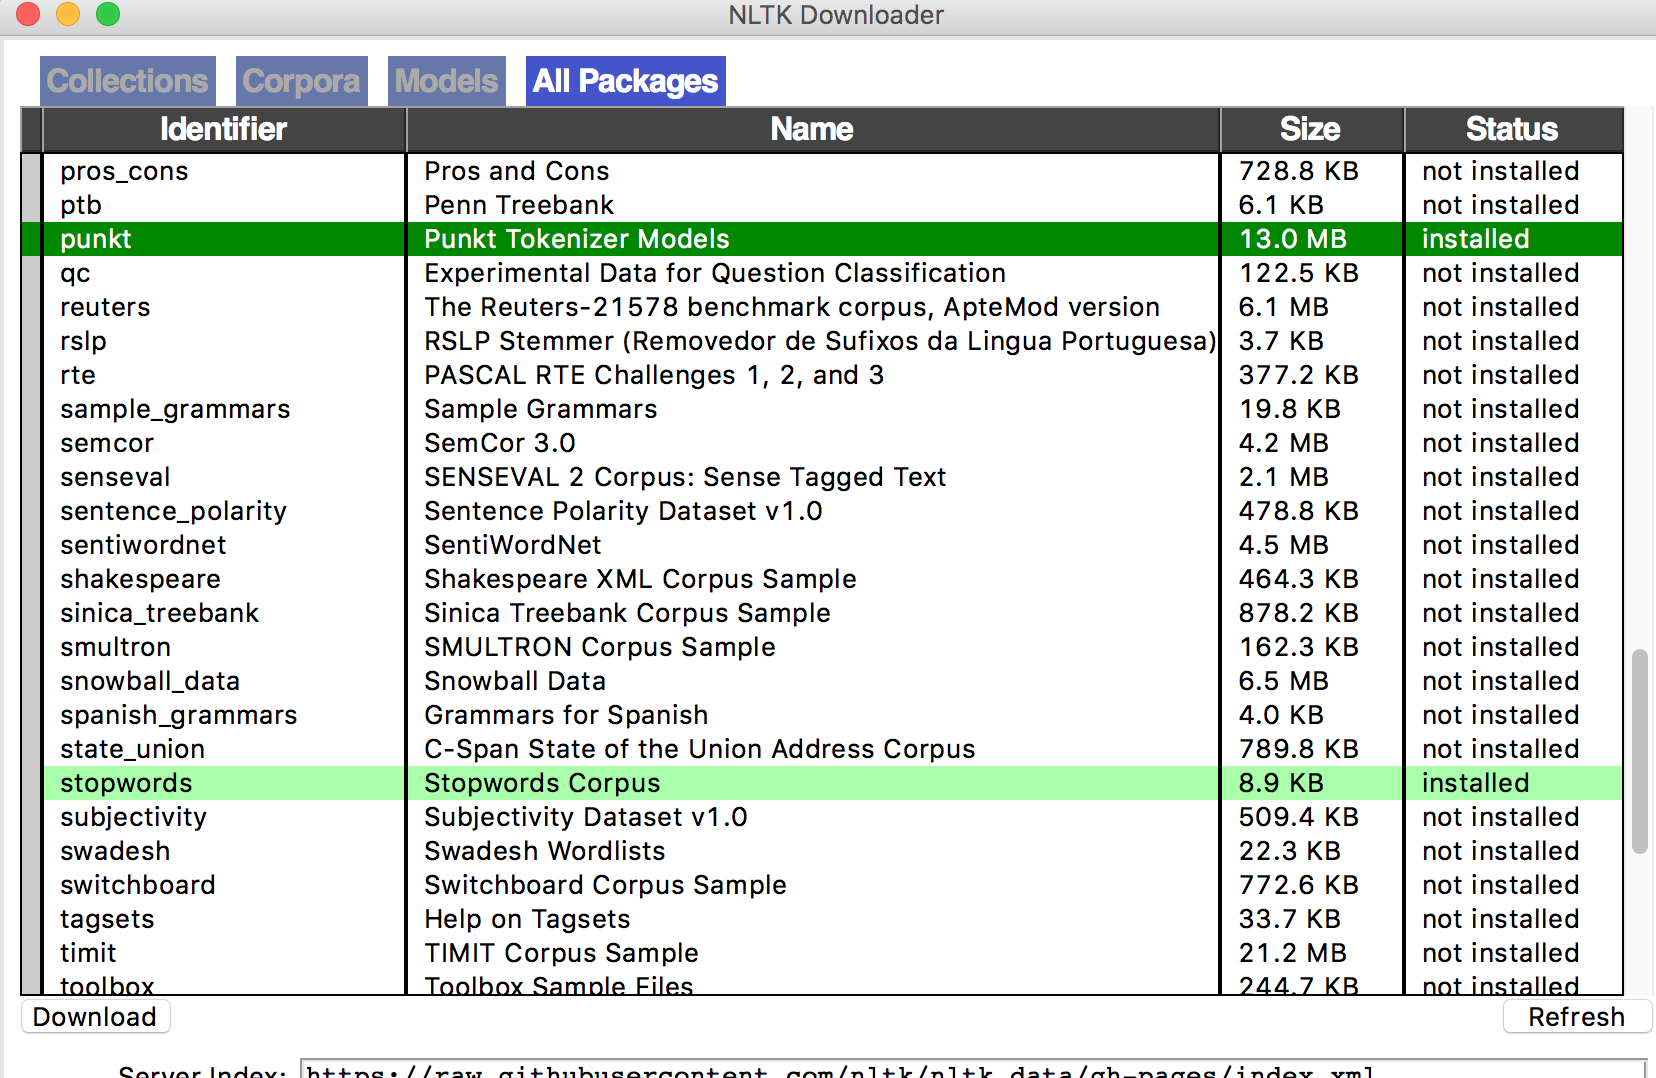 NLTK Downloader
Collections Corpora Models All Packages
Identifier Name Size Status
pros_cons Pros and Cons 728.8 KB not installed
ptb Penn Treebank 6.1 KB not installed
punkt Punkt Tokenizer Models 13.0 MB installed
qc Experimental Data for Question Classification 122.5 KB not installed
reuters The Reuters-21578 benchmark corpus, ApteMod version 6.1 MB not installed
rslp RSLP Stemmer (Removedor de Sufixos da Lingua Portuguesa) 3.7 KB not installed
rte PASCAL RTE Challenges 1, 2, and 3 377.2 KB not installed
sample_grammars Sample Grammars 19.8 KB not installed
semcor SemCor 3.0 4.2 MB not installed
senseval SENSEVAL 2 Corpus: Sense Tagged Text 2.1 MB not installed
sentence_polarity Sentence Polarity Dataset v1.0 478.8 KB not installed
sentiwordnet SentiWordNet 4.5 MB not installed
shakespeare Shakespeare XML Corpus Sample 464.3 KB not installed
sinica_treebank Sinica Treebank Corpus Sample 878.2 KB not installed
smultron SMULTRON Corpus Sample 162.3 KB not installed
snowball_data Snowball Data 6.5 MB not installed
spanish_grammars Grammars for Spanish 4.0 KB not installed
state_union C-Span State of the Union Address Corpus 789.8 KB not installed
stopwords Stopwords Corpus 8.9 KB installed
subjectivity Subjectivity Dataset v1.0 509.4 KB not installed
swadesh Swadesh Wordlists 22.3 KB not installed
switchboard Switchboard Corpus Sample 772.6 KB not installed
tagsets Help on Tagsets 33.7 KB not installed
timit TIMIT Corpus Sample 21.2 MB not installed
toolbox Toolbox Sample Files 244.7 KB not installed
Download Refresh
Server Index: https://raw.githubusercontent.com/nltk/nltk_data/gh-pages/index.xml